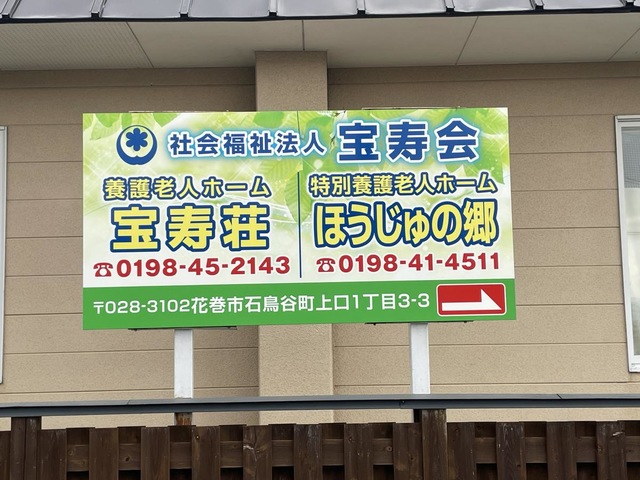 社会福祉法人 宝寿会
養護老人ホーム
宝寿荘
☎0198-45-2143
特別養護老人ホーム
ほうじゅの郷
☎0198-41-4511
〒028-3102花巻市石鳥谷町上口1丁目3-3